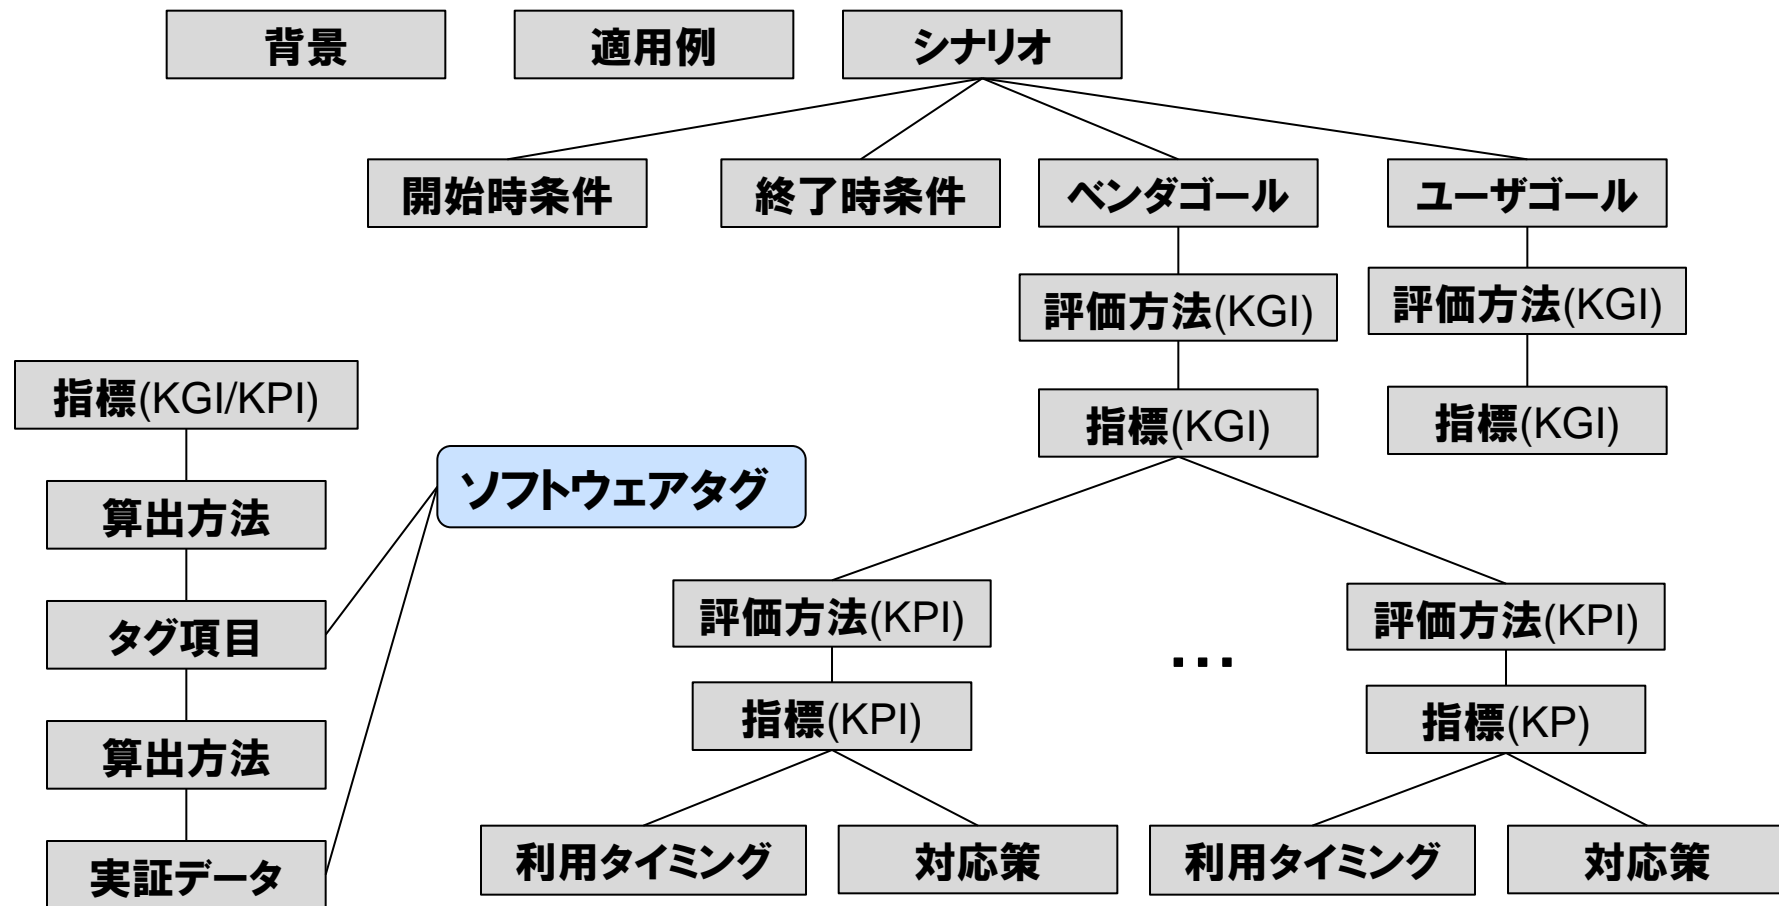 背景
適用例
シナリオ
開始時条件
終了時条件
ベンダゴール
ユーザゴール
評価方法(KGI)
評価方法(KGI)
指標(KGI/KPI)
指標(KGI)
指標(KGI)
ソフトウェアタグ
算出方法
評価方法(KPI)
評価方法(KPI)
タグ項目
...
指標(KPI)
指標(KP)
算出方法
利用タイミング
対応策
利用タイミング
対応策
実証データ